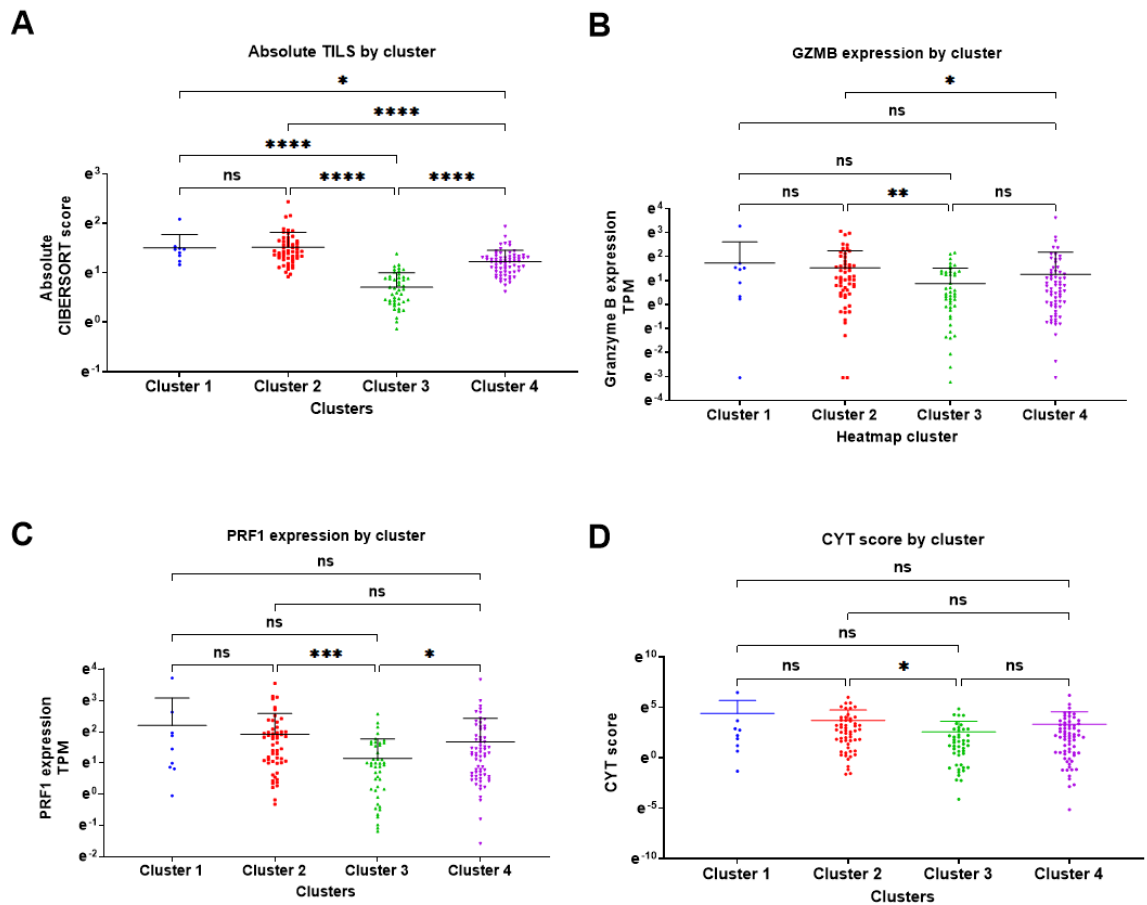 A
Absolute TILS by cluster
*
****
****
ns
****
****
e3
e2
e1
e0
e-1
Absolute
CIBERSORT score
Cluster 1
Cluster 2
Cluster 3
Cluster 4
Clusters
B
GZMB expression by cluster
*
ns
ns
ns
**
ns
e4
e3
e2
e1
e0
e-1
e-2
e-3
e-4
Granzyme B expression
TPM
Cluster 1
Cluster 2
Cluster 3
Cluster 4
Heatmap cluster
C
PRF1 expression by cluster
ns
ns
ns
ns
***
*
e4
e3
e2
e1
e0
e-1
e-2
PRF1 expression
TPM
Cluster 1
Cluster 2
Cluster 3
Cluster 4
Clusters
D
CYT score by cluster
ns
ns
ns
ns
*
ns
e10
e5
e0
e-5
e-10
CYT score
Cluster 1
Cluster 2
Cluster 3
Cluster 4
Clusters